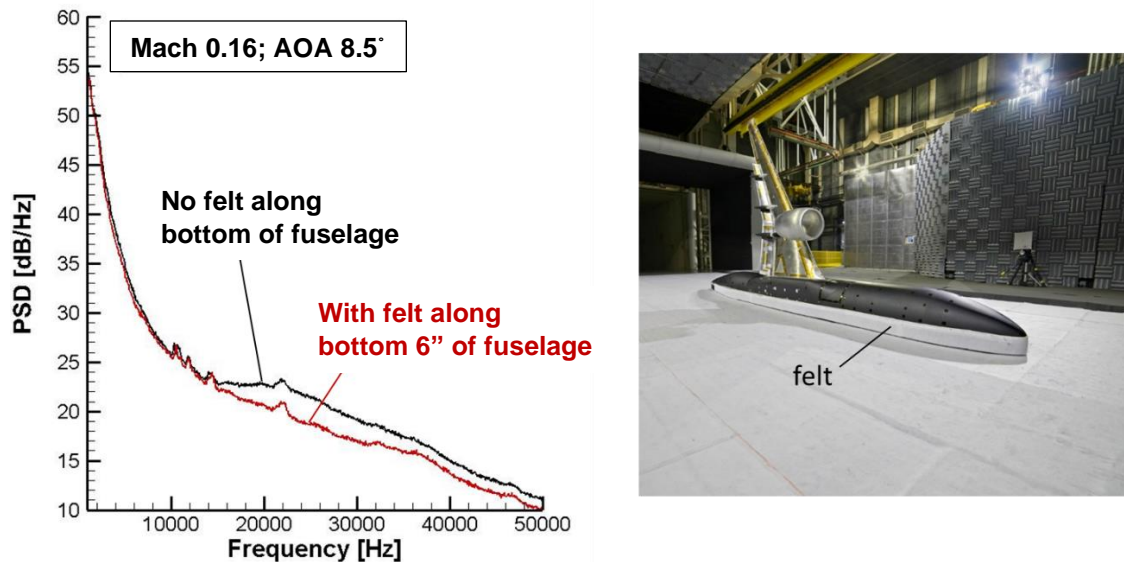 Mach 0.16; AOA 8.5˚
60
55
50
45
40
35
30
25
20
15
10
PSD [dB/Hz]
No felt along
bottom of fuselage
With felt along
bottom 6” of fuselage
10000 20000 30000 40000 50000
Frequency [Hz]
felt